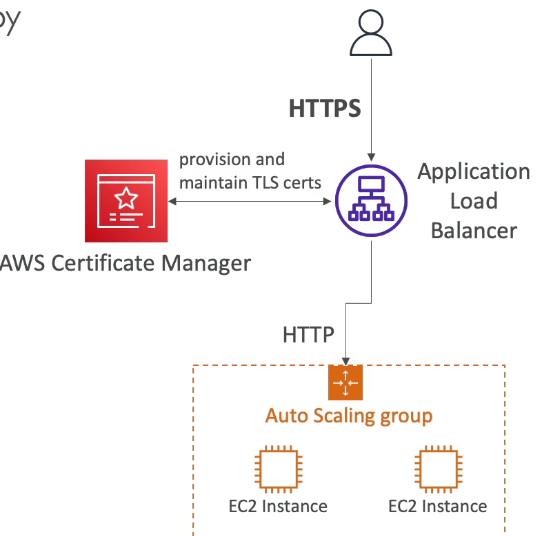 HTTPS
provision and
maintain TLS certs
Application
Load
Balancer
AWS Certificate Manager
HTTP
Auto Scaling group
EC2 Instance
EC2 Instance